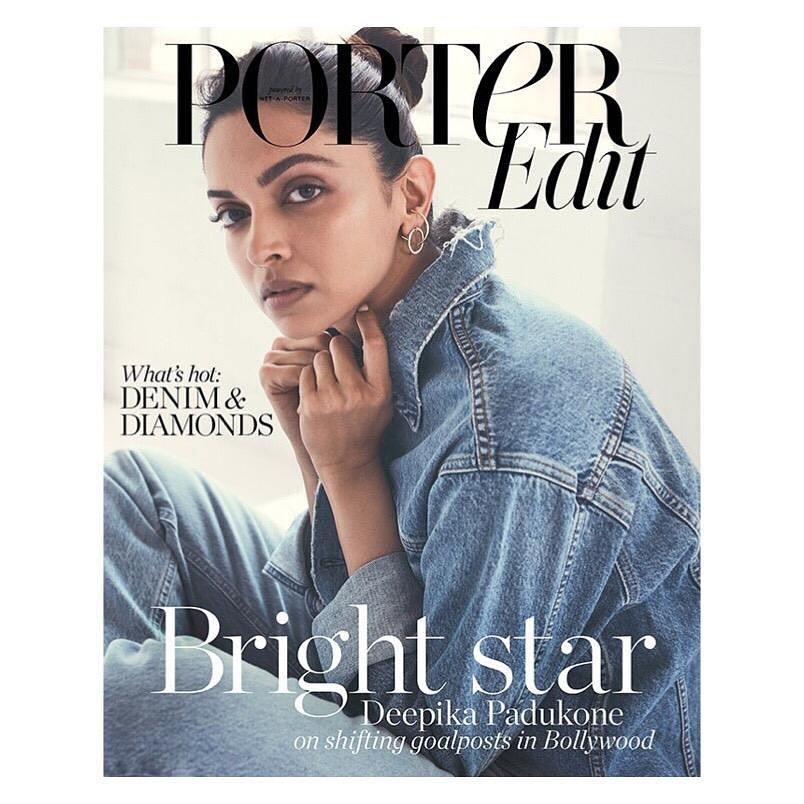 PORTER
powered by
NET-A-PORTER
Edit
What's hot:
DENIM &
DIAMONDS
Bright star
Deepika Padukone
on shifting goalposts in Bollywood